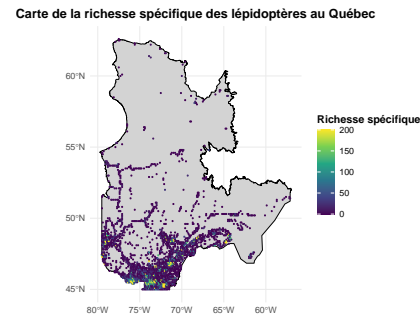 Carte de la richesse spécifique des lépidoptères au Québec
60°N
55°N
50°N
45°N
80°W
75°W
70°W
65°W
60°W
Richesse spécifique
200
150
100
50
0